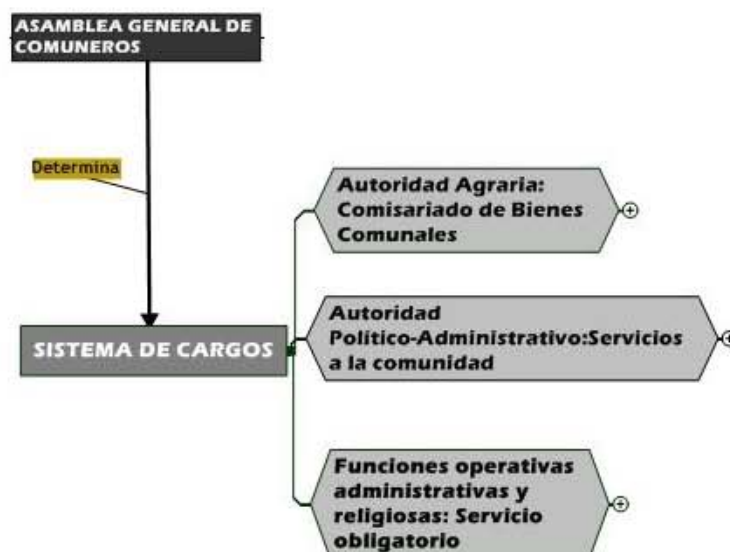 ASAMBLEA GENERAL DE
COMUNEROS
Determina
Autoridad Agraria:
Comisariado de Bienes
Comunales
Autoridad
Político-Administrativo:Servicios
a la comunidad
SISTEMA DE CARGOS
Funciones operativas
administrativas y
religiosas: Servicio
obligatorio